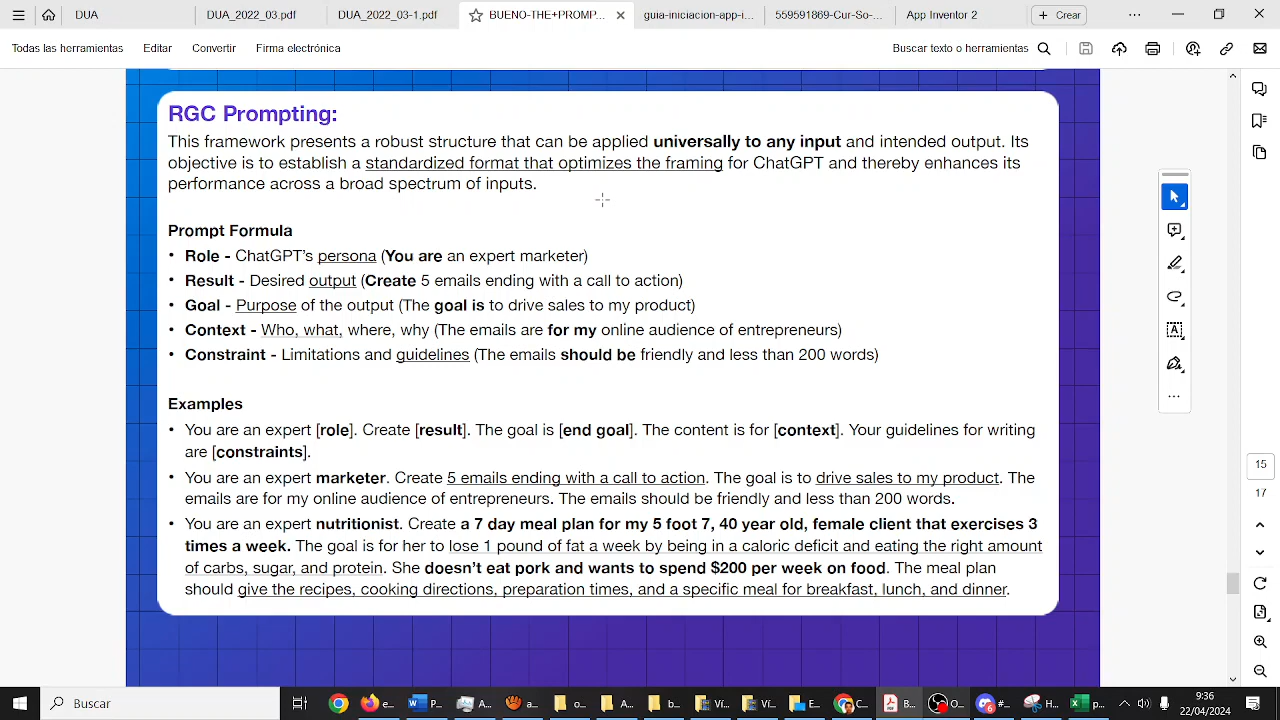 DUA
DUA_2022_03.pdf
DUA_2022_03-1.pdf
BUENO-THE+PROMP...
guia-iniciacion-app-i...
559591869-Cur-So-...
App Inventor 2
+ Crear
Todas las herramientas
Editar
Convertir
Firma electrónica
Buscar texto o herramientas
RGC Prompting:
This framework presents a robust structure that can be applied universally to any input and intended output. Its
objective is to establish a standardized format that optimizes the framing for ChatGPT and thereby enhances its
performance across a broad spectrum of inputs.
Prompt Formula
• Role - ChatGPT's persona (You are an expert marketer)
• Result - Desired output (Create 5 emails ending with a call to action)
• Goal - Purpose of the output (The goal is to drive sales to my product)
• Context - Who, what, where, why (The emails are for my online audience of entrepreneurs)
• Constraint - Limitations and guidelines (The emails should be friendly and less than 200 words)
Examples
• You are an expert [role]. Create [result]. The goal is [end goal]. The content is for [context]. Your guidelines for writing
are [constraints].
• You are an expert marketer. Create 5 emails ending with a call to action. The goal is to drive sales to my product. The
emails are for my online audience of entrepreneurs. The emails should be friendly and less than 200 words.
• You are an expert nutritionist. Create a 7 day meal plan for my 5 foot 7, 40 year old, female client that exercises 3
times a week. The goal is for her to lose 1 pound of fat a week by being in a caloric deficit and eating the right amount
of carbs, sugar, and protein. She doesn't eat pork and wants to spend $200 per week on food. The meal plan
should give the recipes, cooking directions, preparation times, and a specific meal for breakfast, lunch, and dinner.
15
17
Buscar
e...
P...
A...
a...
o...
A...
b...
Vi...
Vi...
E...
C...
B...
O...
#...
H...
p...
9:36
22/04/2024